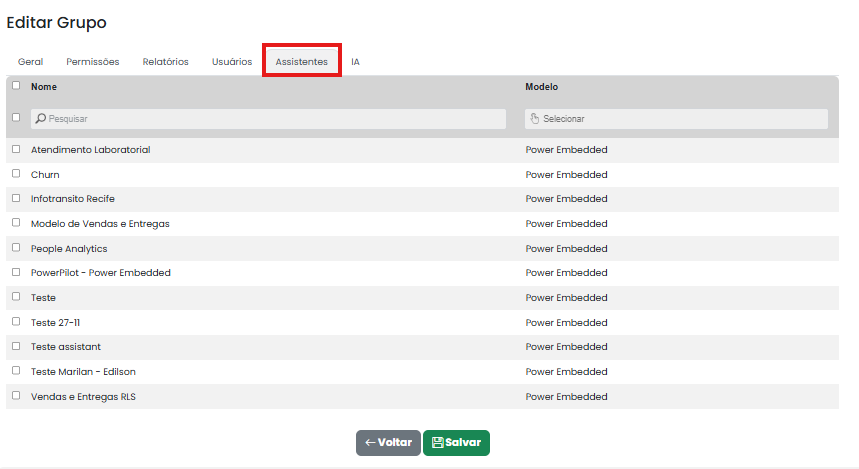 Editar Grupo
Geral Permissões Relatórios Usuários Assistentes IA
Nome Modelo
Pesquisar Selecionar
Atendimento Laboratorial Power Embedded
Churn Power Embedded
Infotransito Recife Power Embedded
Modelo de Vendas e Entregas Power Embedded
People Analytics Power Embedded
PowerPilot - Power Embedded Power Embedded
Teste Power Embedded
Teste 27-11 Power Embedded
Teste assistant Power Embedded
Teste Marilan - Edilson Power Embedded
Vendas e Entregas RLS Power Embedded
Voltar Salvar